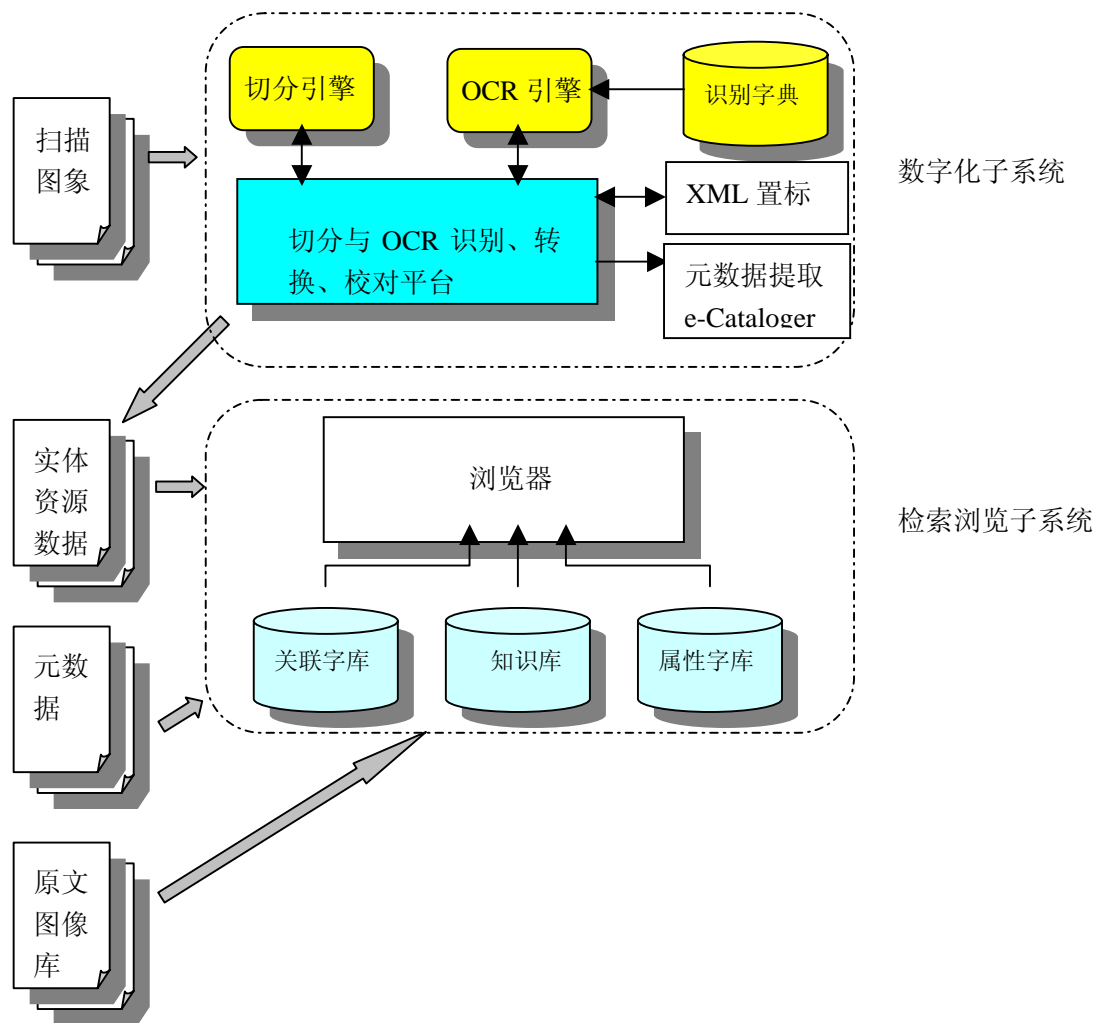 切分引擎
OCR 引擎
识别字典
扫描
图象
XML 置标
数字化子系统
切分与 OCR 识别、转
换、校对平台
元数据提取
e-Cataloger
实体
资源
数据
浏览器
检索浏览子系统
元数
据
关联字库
知识库
属性字库
原文
图像
库